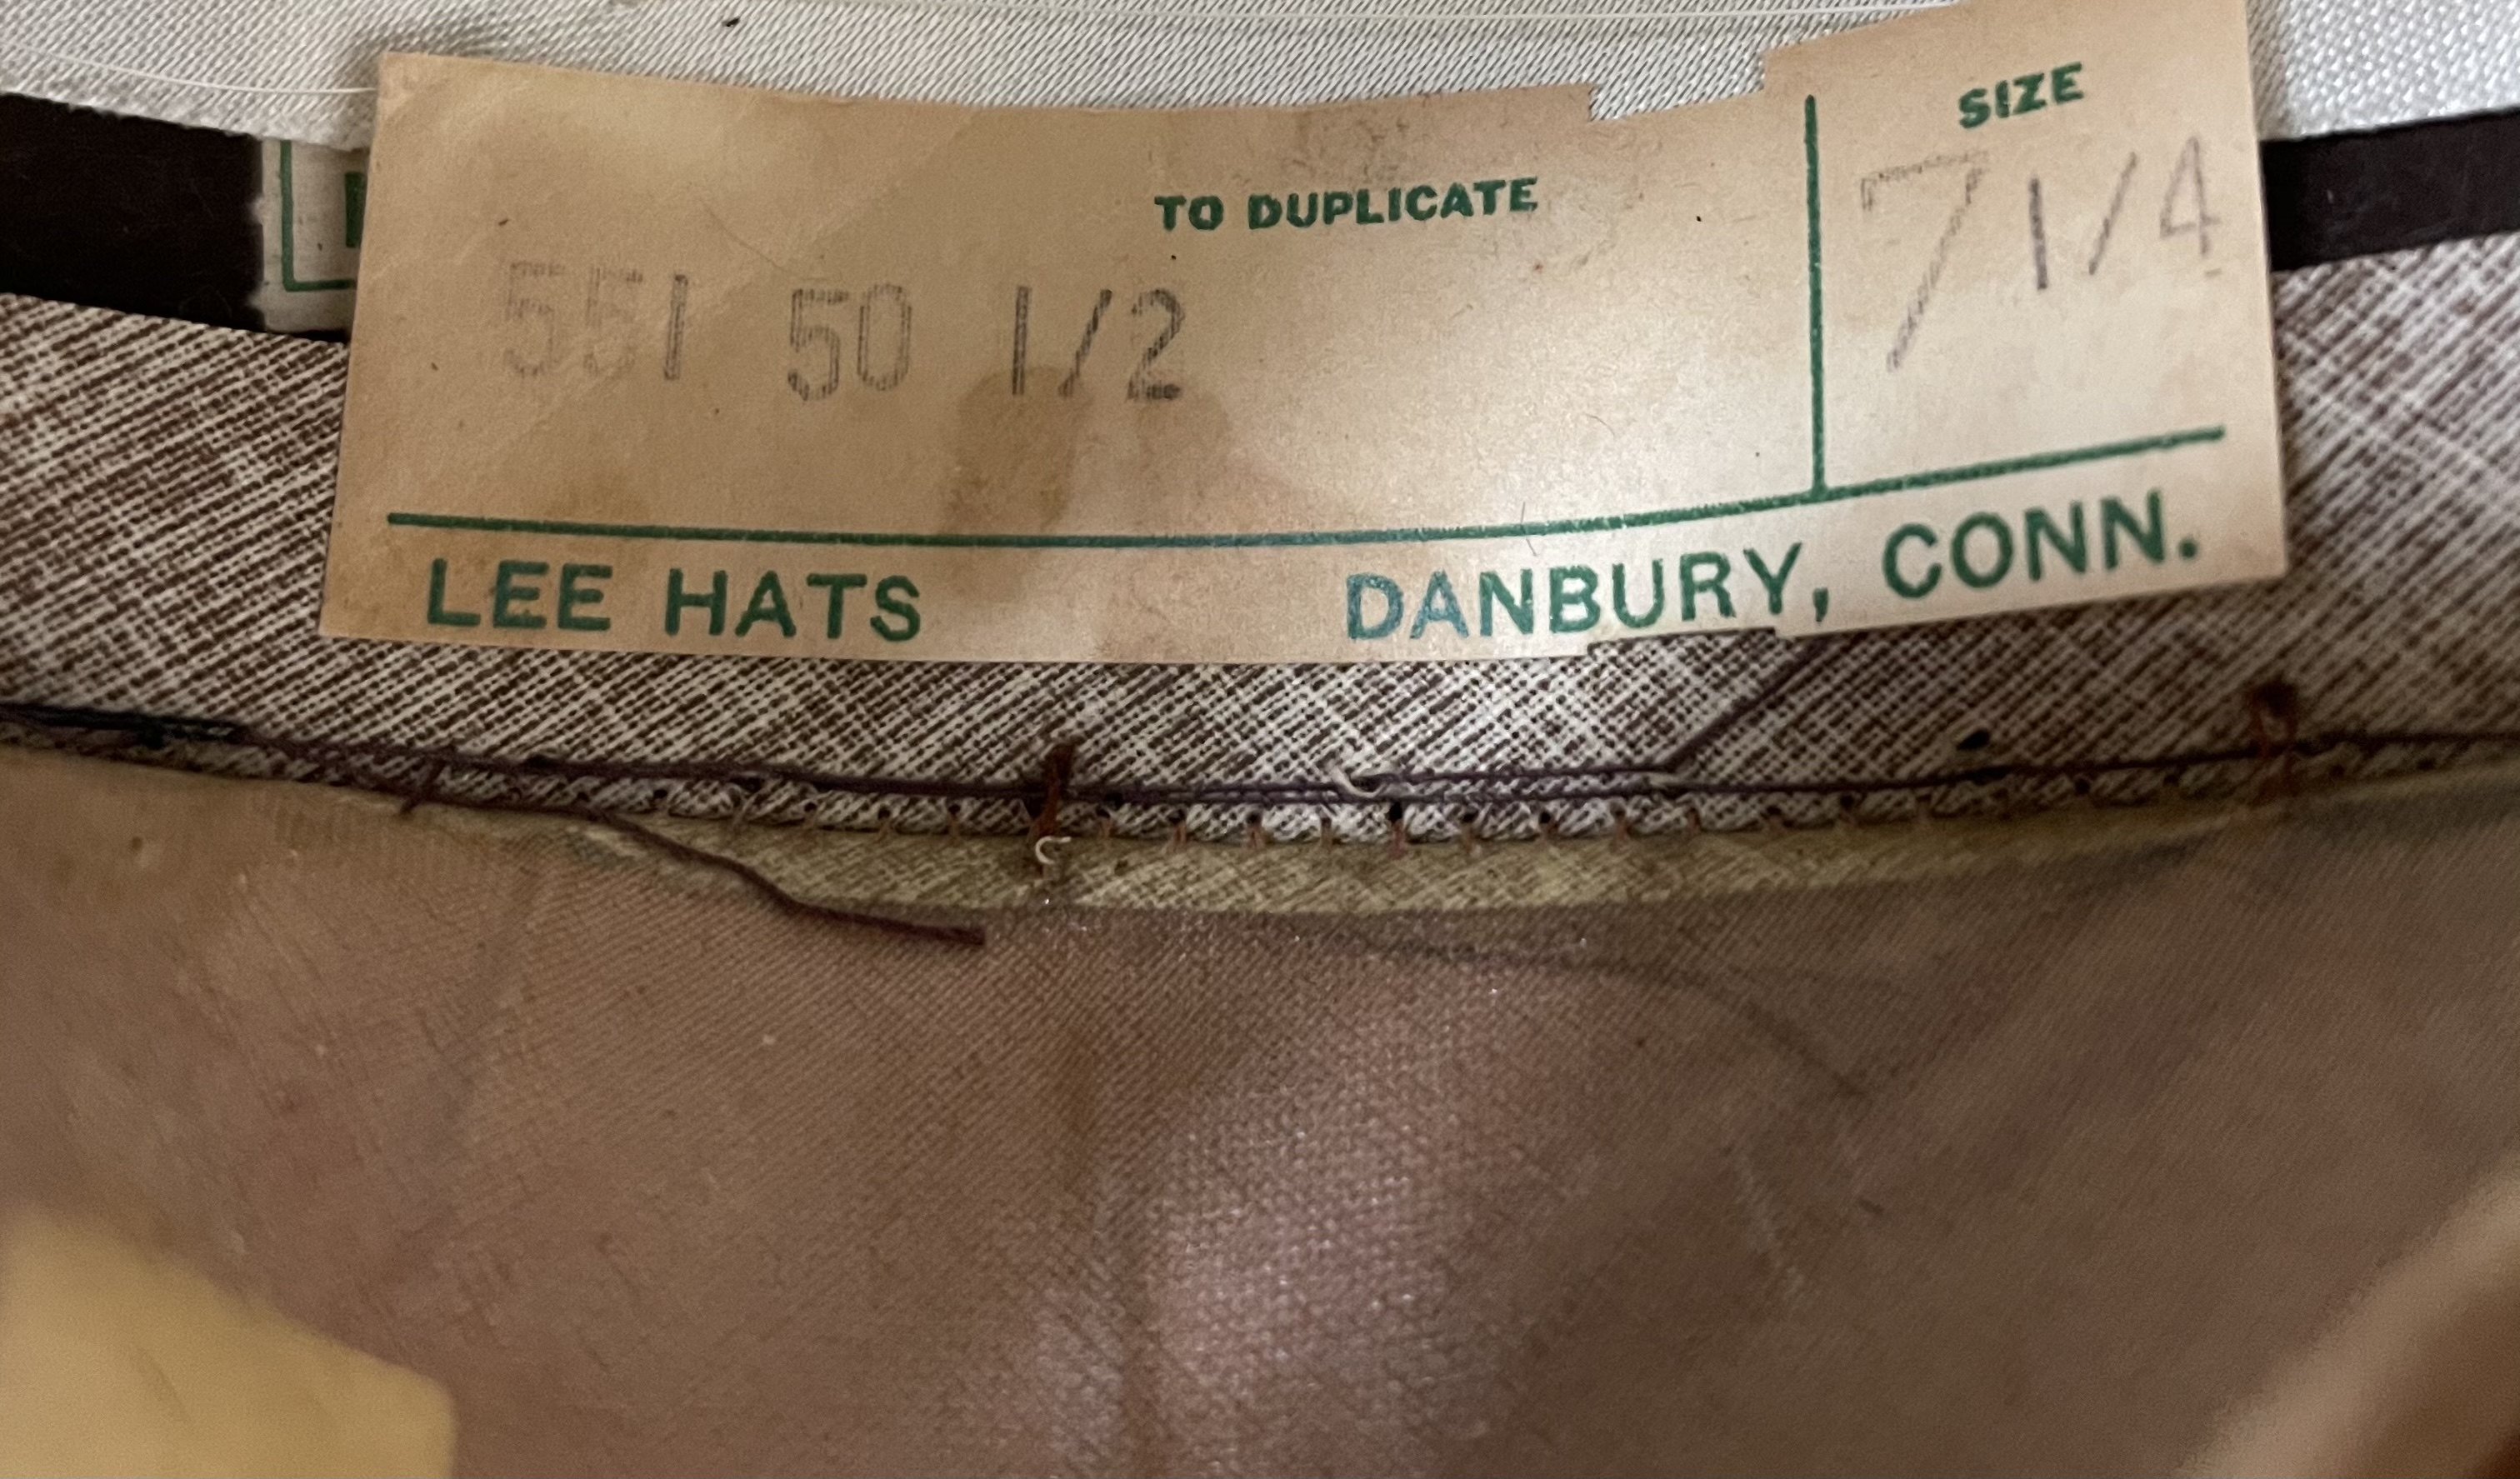 SIZE
TO DUPLICATE
7 1/4
551 50 1/2
LEE HATS DANBURY, CONN.